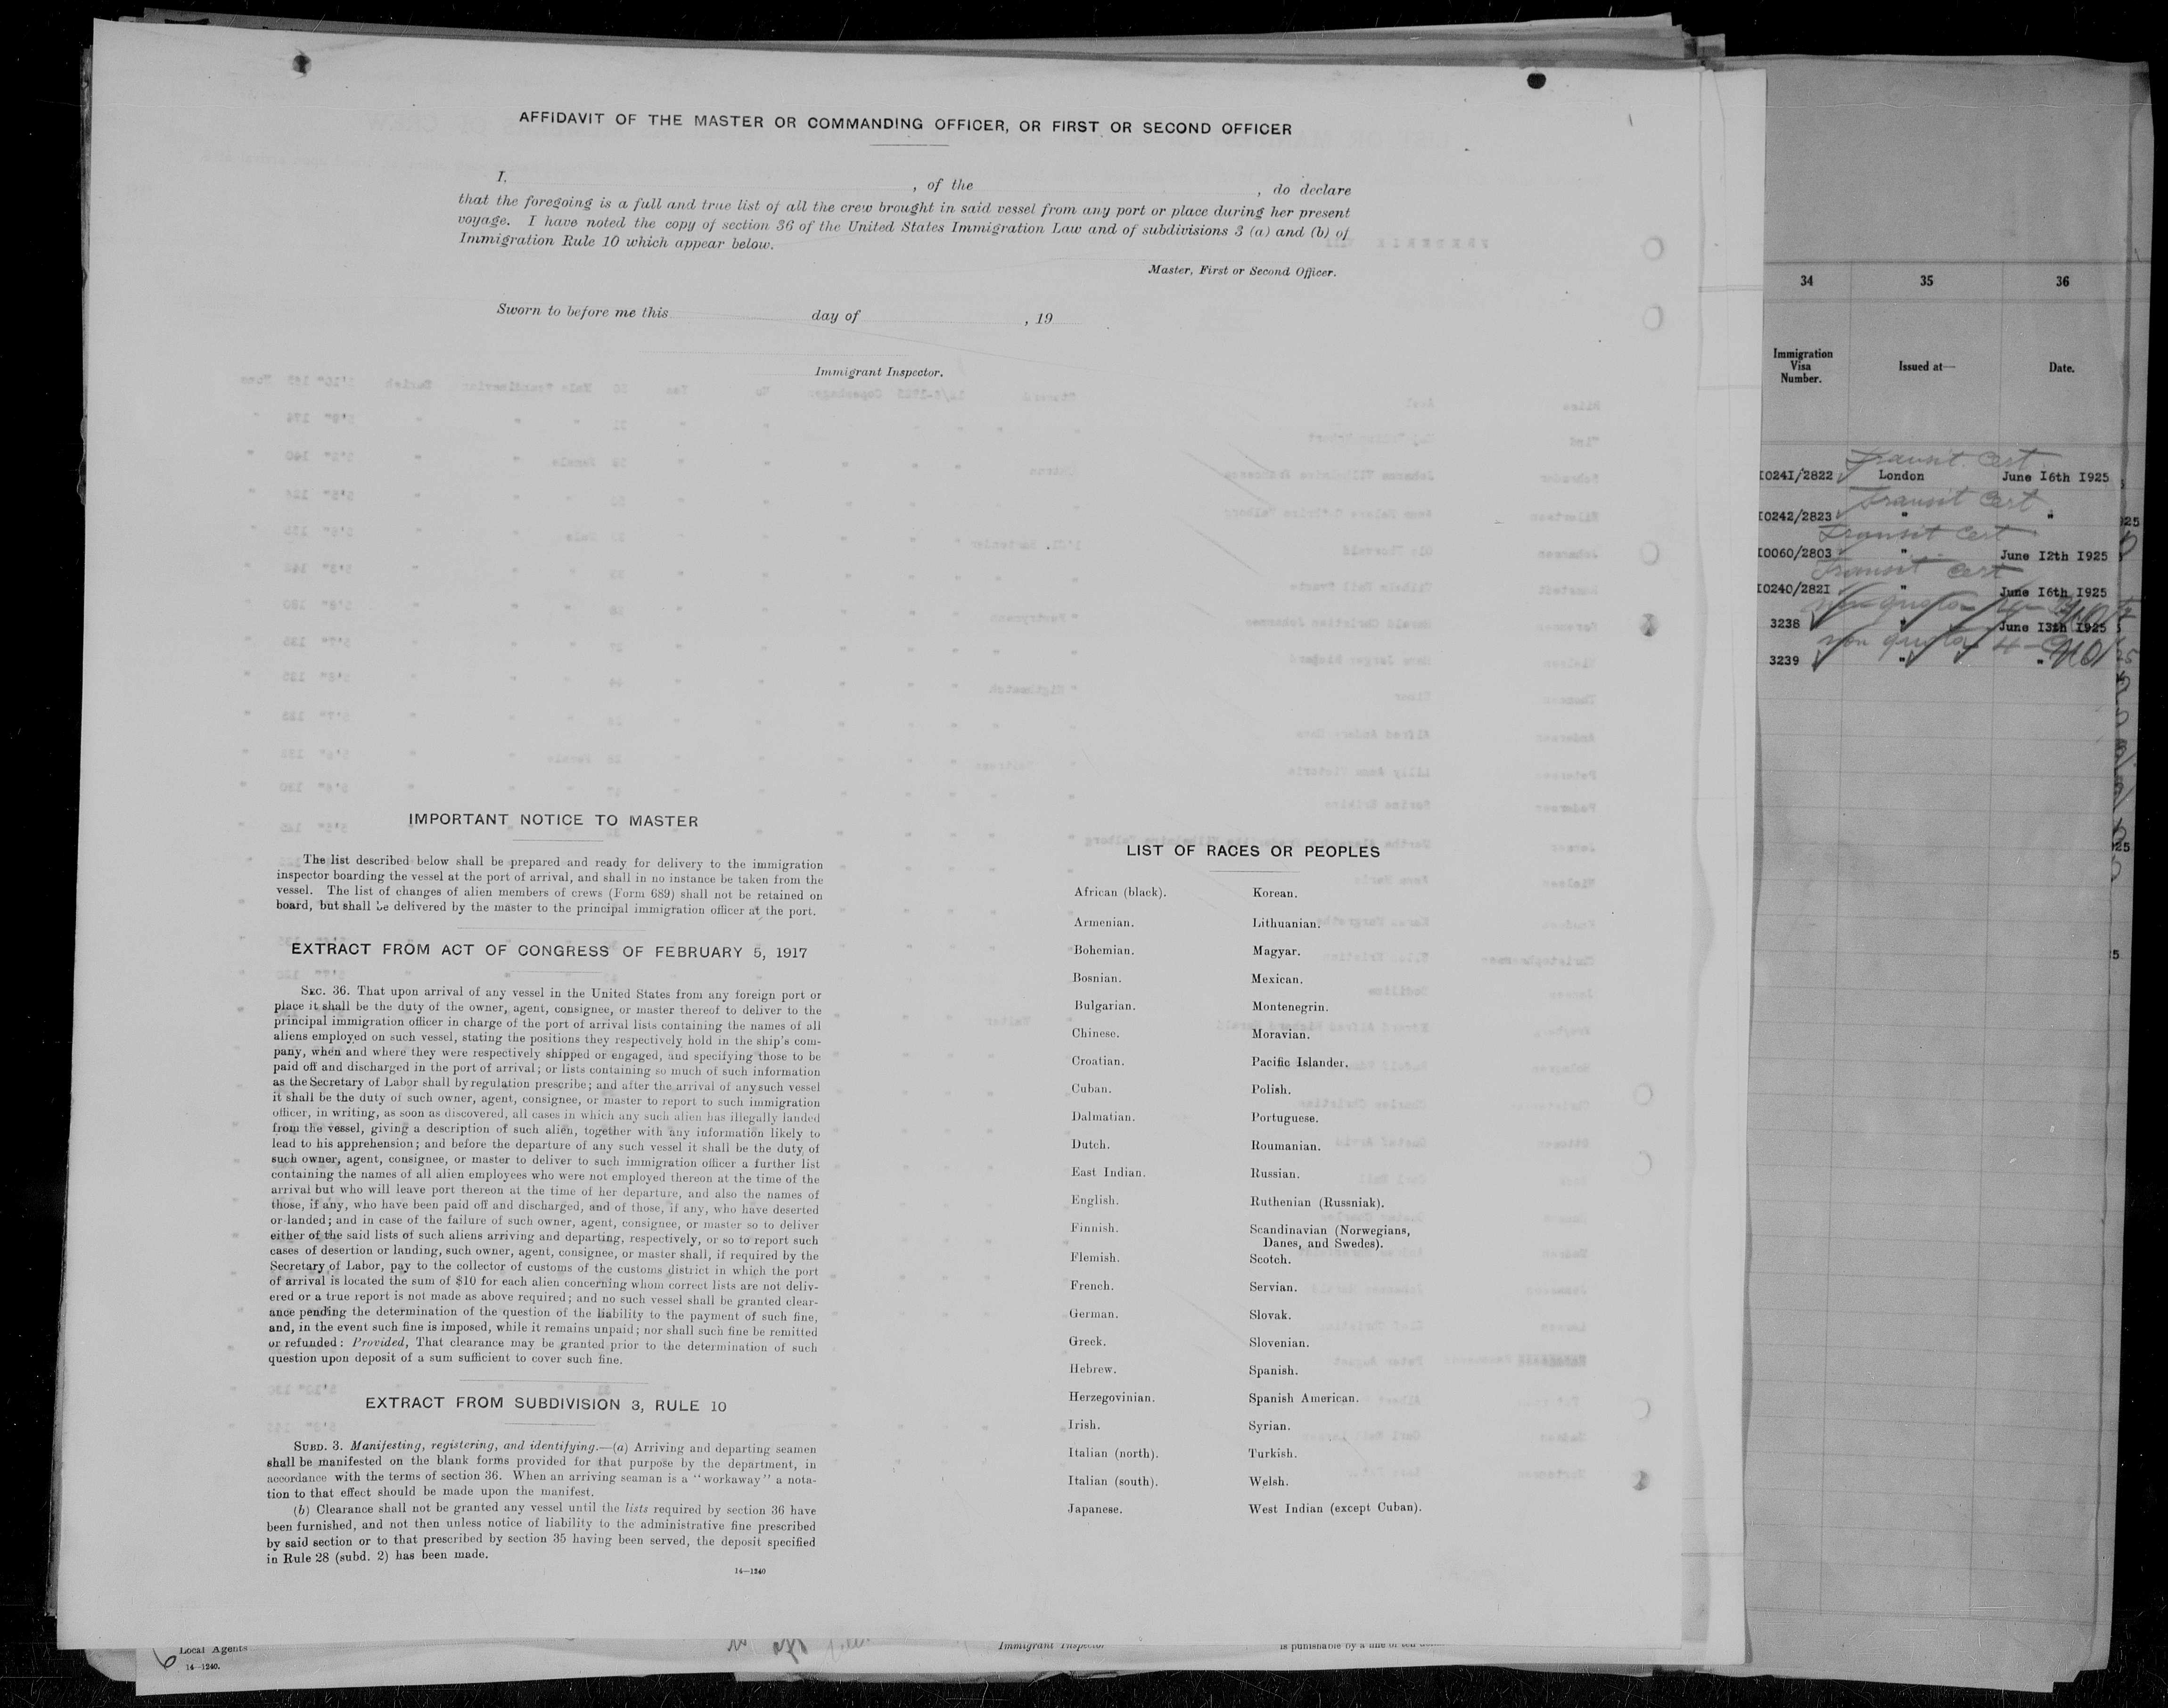 AFFIDAVIT OF THE MASTER OR COMMANDING OFFICER, OR FIRST OR SECOND OFFICER
I, , of the , do declare
that the foregoing is a full and true list of all the crew brought in said vessel from any port or place during her present
voyage. I have noted the copy of section 36 of the United States Immigration Law and of subdivisions 3 (a) and (b) of
Immigration Rule 10 which appear below.
Master, First or Second Officer.
Sworn to before me this day of , 19
Immigrant Inspector.
IMPORTANT NOTICE TO MASTER
The list described below shall be prepared and ready for delivery to the immigration
inspector boarding the vessel at the port of arrival, and shall in no instance be taken from the
vessel. The list of changes of alien members of crews (Form 689) shall not be retained on
board, but shall be delivered by the master to the principal immigration officer at the port.
EXTRACT FROM ACT OF CONGRESS OF FEBRUARY 5, 1917
SEC. 36. That upon arrival of any vessel in the United States from any foreign port or
place it shall be the duty of the owner, agent, consignee, or master thereof to deliver to the
principal immigration officer in charge of the port of arrival lists containing the names of all
aliens employed on such vessel, stating the positions they respectively hold in the ship's com-
pany, when and where they were respectively shipped or engaged, and specifying those to be
paid off and discharged in the port of arrival; or lists containing so much of such information
as the Secretary of Labor shall by regulation prescribe; and after the arrival of any such vessel
it shall be the duty of such owner, agent, consignee, or master to report to such immigration
officer, in writing, as soon as discovered, all cases in which any such alien has illegally landed
from the vessel, giving a description of such alien, together with any information likely to
lead to his apprehension; and before the departure of any such vessel it shall be the duty of
such owner, agent, consignee, or master to deliver to such immigration officer a further list
containing the names of all alien employees who were not employed thereon at the time of the
arrival but who will leave port thereon at the time of her departure, and also the names of
those, if any, who have been paid off and discharged, and of those, if any, who have deserted
or landed; and in case of the failure of such owner, agent, consignee, or master so to deliver
either of the said lists of such aliens arriving and departing, respectively, or so to report such
cases of desertion or landing, such owner, agent, consignee, or master shall, if required by the
Secretary of Labor, pay to the collector of customs of the customs district in which the port
of arrival is located the sum of $10 for each alien concerning whom correct lists are not deliv-
ered or a true report is not made as above required; and no such vessel shall be granted clear-
ance pending the determination of the question of the liability to the payment of such fine,
and, in the event such fine is imposed, while it remains unpaid; nor shall such fine be remitted
or refunded: Provided, That clearance may be granted prior to the determination of such
question upon deposit of a sum sufficient to cover such fine.
EXTRACT FROM SUBDIVISION 3, RULE 10
SUBD. 3. Manifesting, registering, and identifying.—(a) Arriving and departing seamen
shall be manifested on the blank forms provided for that purpose by the department, in
accordance with the terms of section 36. When an arriving seaman is a "workaway" a nota-
tion to that effect should be made upon the manifest.
(b) Clearance shall not be granted any vessel until the lists required by section 36 have
been furnished, and not then unless notice of liability to the administrative fine prescribed
by said section or to that prescribed by section 35 having been served, the deposit specified
in Rule 28 (subd. 2) has been made.
14—1240
LIST OF RACES OR PEOPLES
African (black). Korean.
Armenian. Lithuanian.
Bohemian. Magyar.
Bosnian. Mexican.
Bulgarian. Montenegrin.
Chinese. Moravian.
Croatian. Pacific Islander.
Cuban. Polish.
Dalmatian. Portuguese.
Dutch. Roumanian.
East Indian. Russian.
English. Ruthenian (Russniak).
Finnish. Scandinavian (Norwegians,
Danes, and Swedes).
Flemish. Scotch.
French. Servian.
German. Slovak.
Greek. Slovenian.
Hebrew. Spanish.
Herzegovinian. Spanish American.
Irish. Syrian.
Italian (north). Turkish.
Italian (south). Welsh.
Japanese. West Indian (except Cuban).
34 35 36
Immigration
Visa
Number. Issued at— Date.
Transit Cert
10241/2822 London June 16th 1925
Transit Cert
10242/2823 " "
Transit Cert
10060/2803 " June 12th 1925
Transit Cert
10240/2821 " June 16th 1925
non quota
3238 " June 13th 1925
non quota 4
3239 " "
Local Agents
14—1240.
Immigrant Inspector
is punishable by a fine of ten